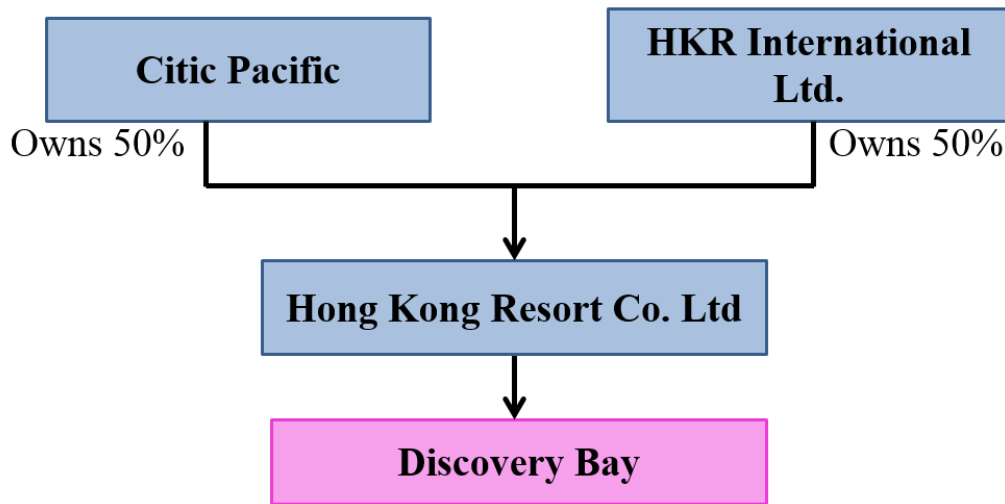 Citic Pacific
HKR International
Ltd.
Owns 50%
Owns 50%
Hong Kong Resort Co. Ltd
Discovery Bay